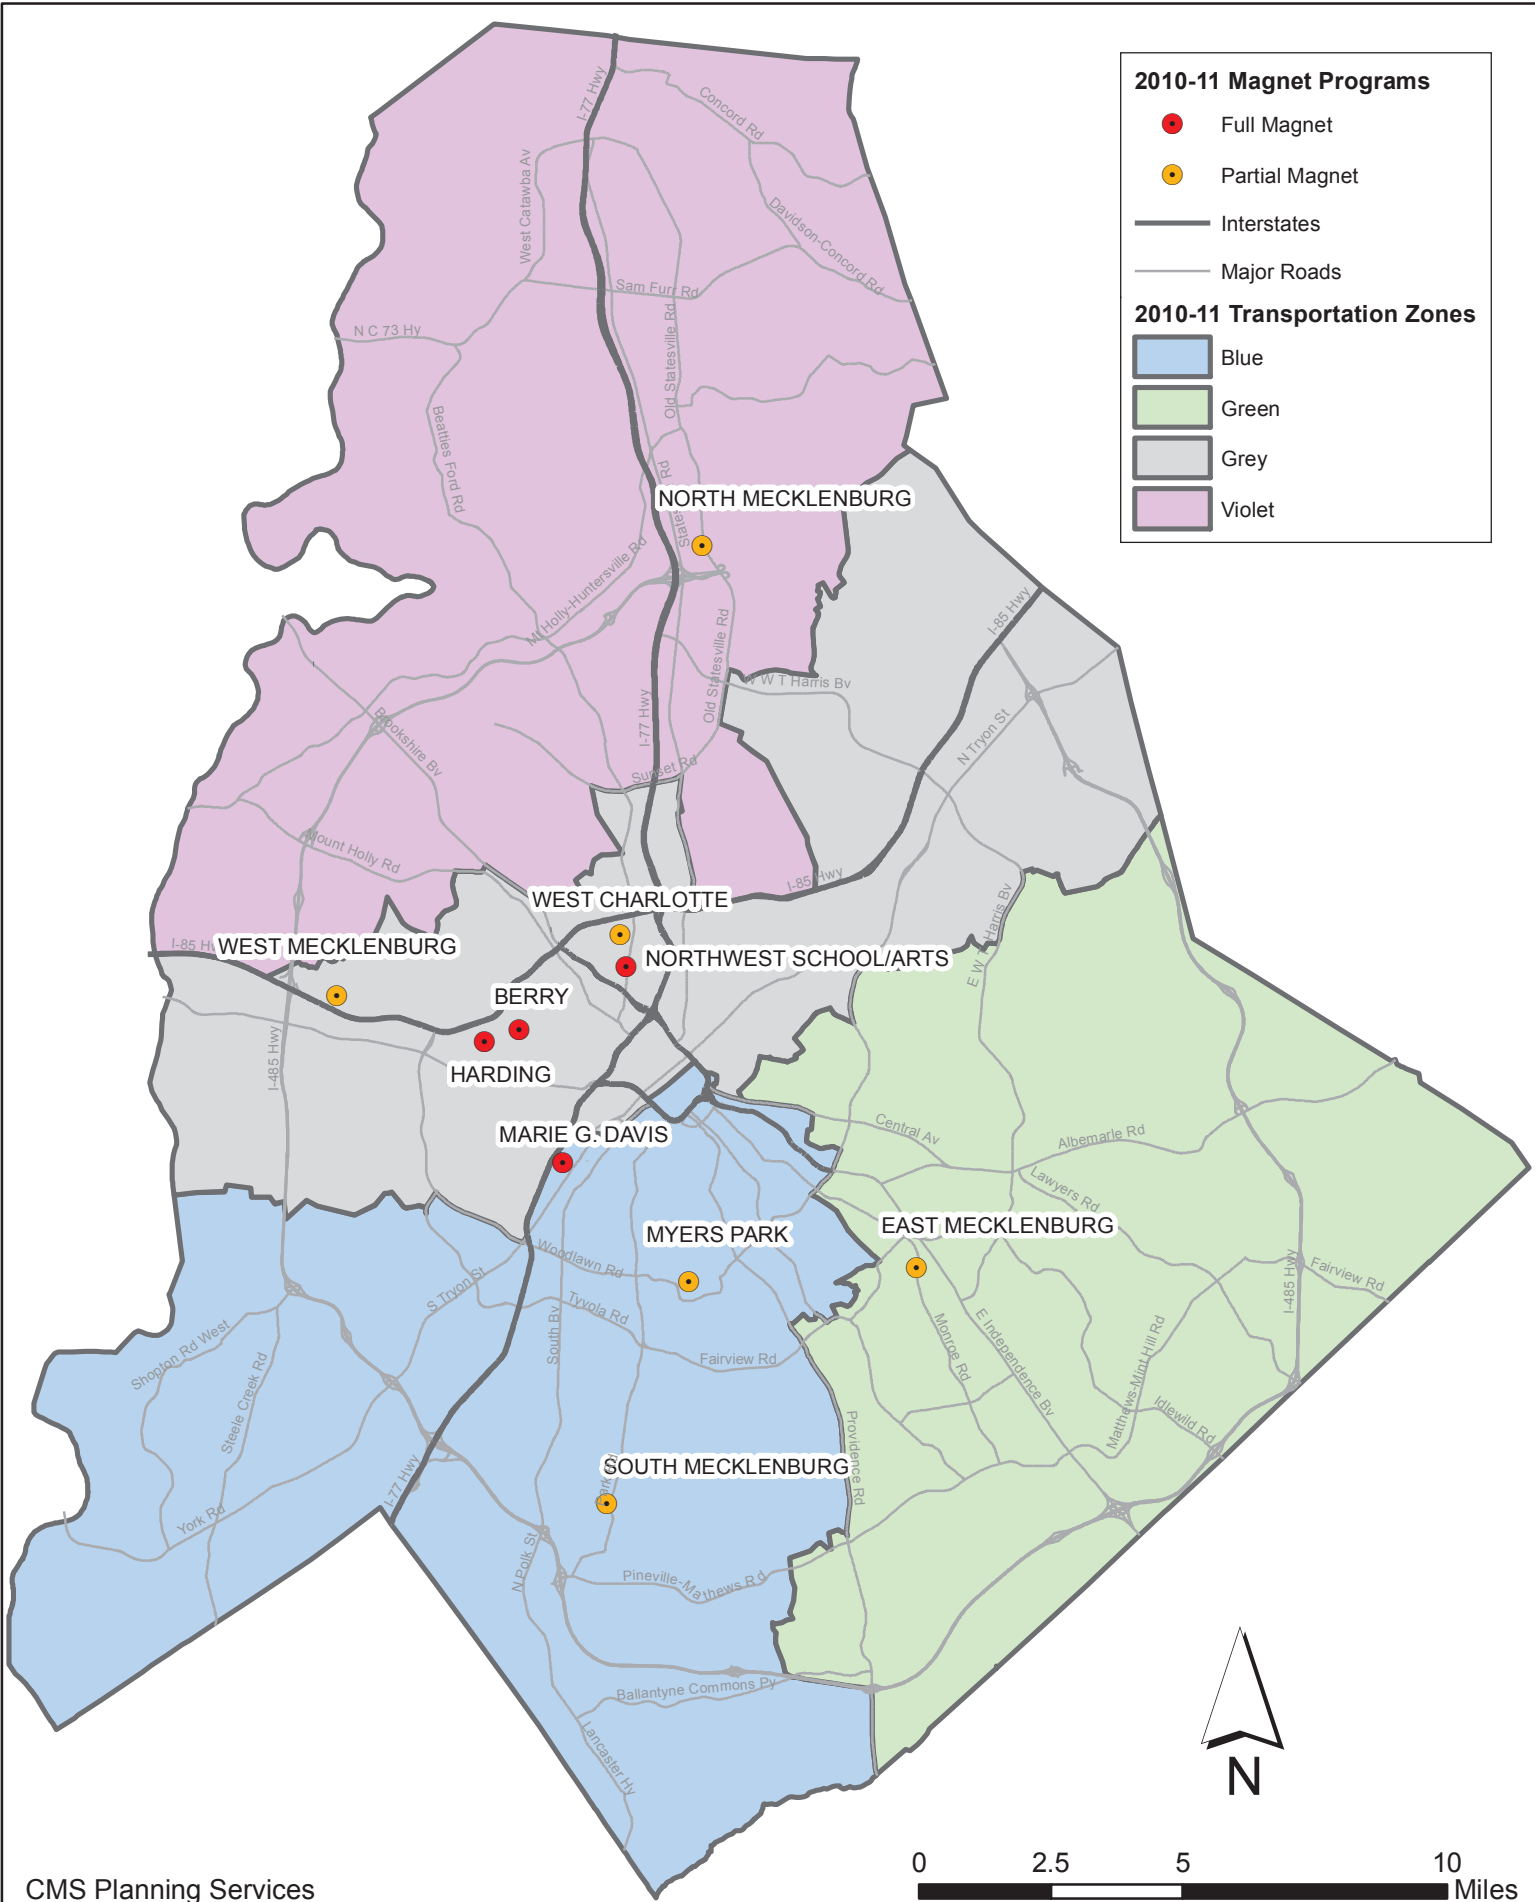 2010-11 Magnet Programs
Full Magnet
Partial Magnet
Interstates
Major Roads
2010-11 Transportation Zones
Blue
Green
Grey
Violet
I-77 Hwy
Concord Rd
West Catawba Av
Davidson-Concord Rd
Sam Furr Rd
N C 73 Hy
Old Statesville Rd
Beatties Ford Rd
Rd
NORTH MECKLENBURG
Mt Holly-Huntersville Rd
I-85 Hwy
Old Statesville Rd
W W T Harris Bv
I-77 Hwy
N Tryon St
Brookshire Bv
Sunset Rd
Mount Holly Rd
I-85 Hwy
WEST CHARLOTTE
E W T Harris Bv
I-85 Hwy
WEST MECKLENBURG
NORTHWEST SCHOOL/ARTS
BERRY
I-485 Hwy
HARDING
MARIE G. DAVIS
Central Av
Albemarle Rd
Lawyers Rd
MYERS PARK
EAST MECKLENBURG
Woodlawn Rd
S Tryon St
Tyvola Rd
South Bv
I-485 Hwy
Fairview Rd
Shopton Rd West
Steele Creek Rd
Fairview Rd
Monroe Rd
E Independence Bv
Matthews-Mint Hill Rd
Idlewild Rd
Providence Rd
SOUTH MECKLENBURG
Park Rd
I-77 Hwy
York Rd
N Polk St
Pineville-Mathews Rd
Ballantyne Commons Py
Lancaster Hy
N
0 2.5 5 10
Miles
CMS Planning Services